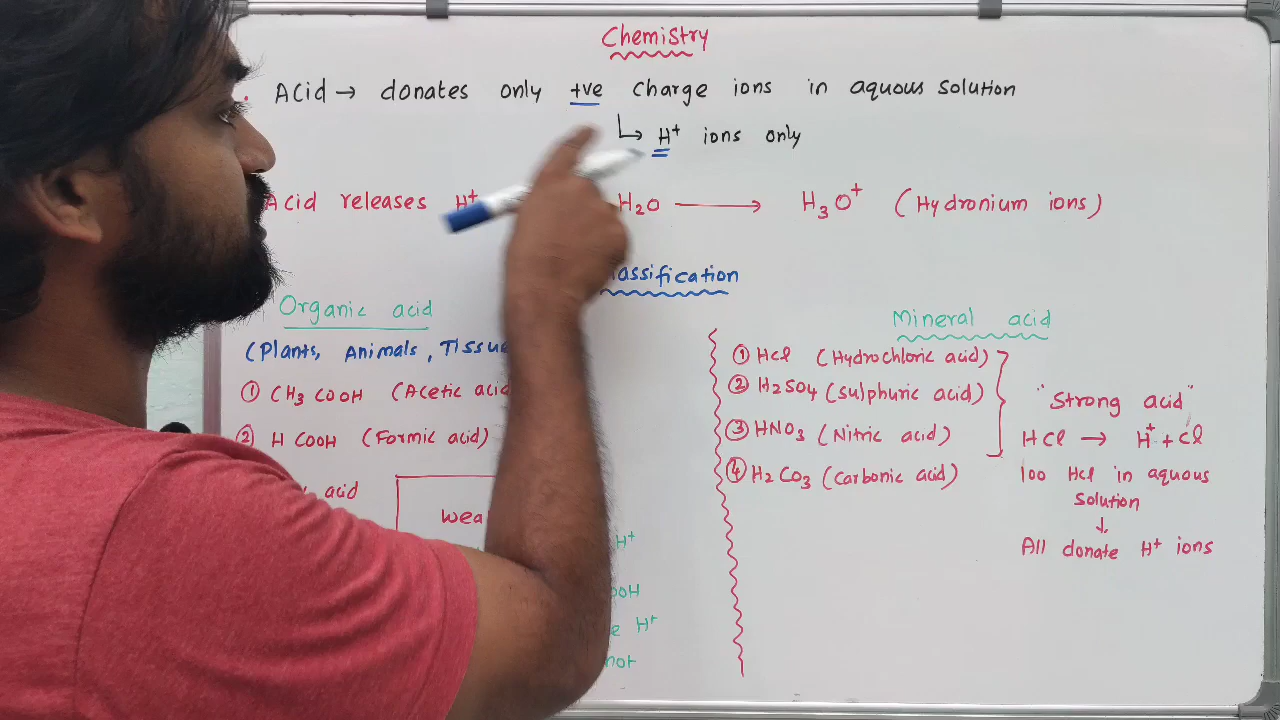 Chemistry
Acid → donates only +ve charge ions in aquous solution
↳ H⁺ ions only
Acid releases H⁺ H₂O → H₃O⁺ (Hydronium ions)
lassification
Organic acid
(Plants, Animals, Tissue
① CH₃COOH (Acetic acid
② HCOOH (Formic acid)
acid
wea
H⁺
ooH
e H⁺
not
Mineral acid
① HCl (Hydrochloric acid)
② H₂SO₄ (sulphuric acid)
③ HNO₃ (Nitric acid)
④ H₂CO₃ (carbonic acid)
"Strong acid"
HCl → H⁺ + Cl
100 Hcl in aquous
solution
↓
All donate H⁺ ions